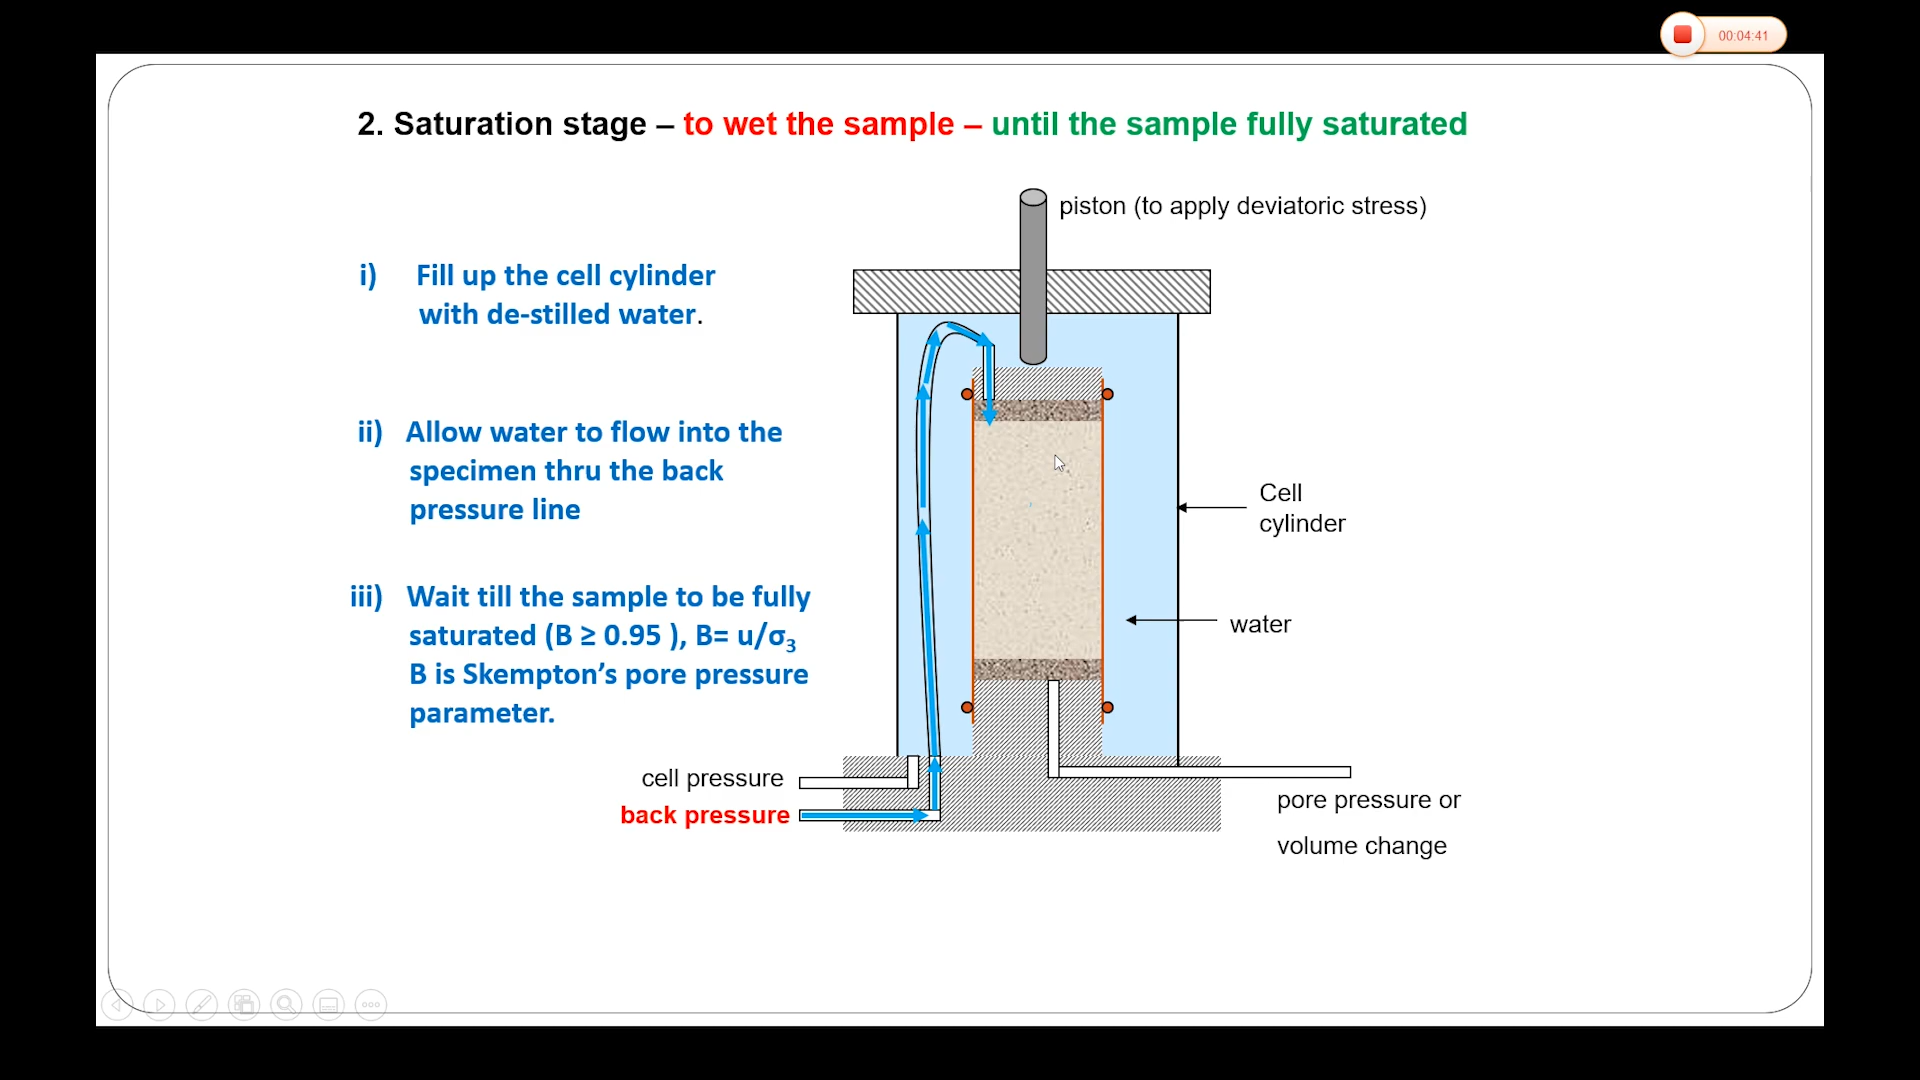 00:04:41
2. Saturation stage – to wet the sample – until the sample fully saturated
piston (to apply deviatoric stress)
i) Fill up the cell cylinder
with de-stilled water.
ii) Allow water to flow into the
specimen thru the back
pressure line
Cell
cylinder
iii) Wait till the sample to be fully
saturated (B ≥ 0.95 ), B= u/σ₃
B is Skempton’s pore pressure
parameter.
water
cell pressure
back pressure
pore pressure or
volume change